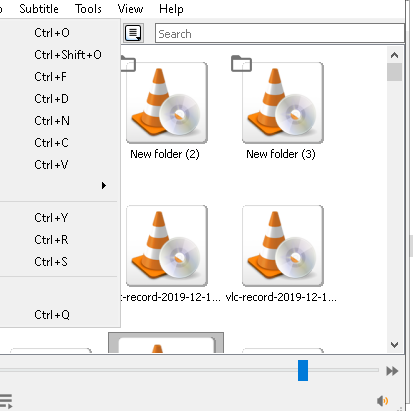 Subtitle Tools View Help
Ctrl+O
Search
Ctrl+Shift+O
Ctrl+F
Ctrl+D
Ctrl+N
Ctrl+C
Ctrl+V
New folder (2) New folder (3)
Ctrl+Y
Ctrl+R
Ctrl+S
:-record-2019-12-1... vlc-record-2019-12-1...
Ctrl+Q